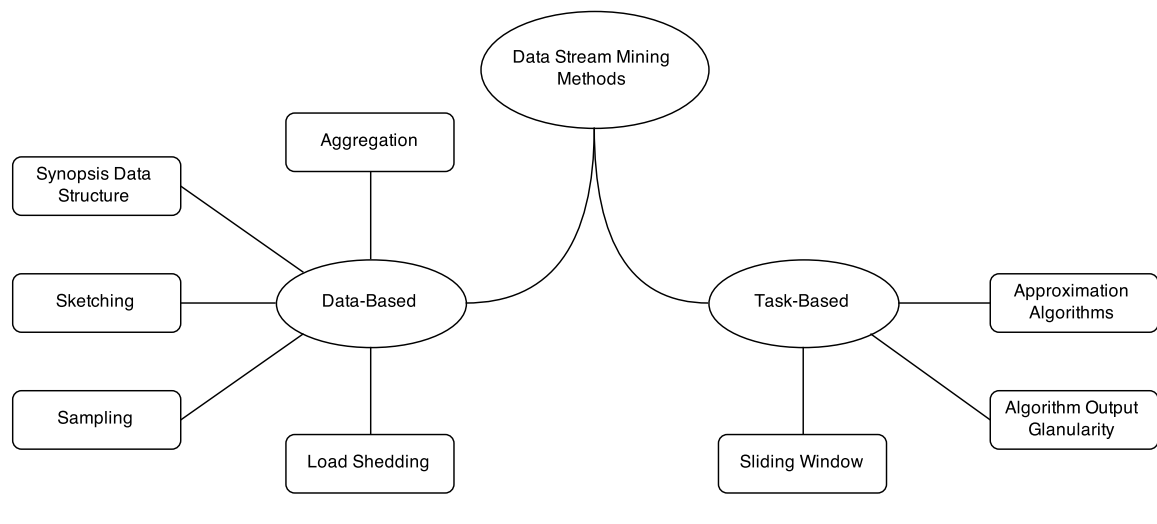 Data Stream Mining
Methods
Aggregation
Synopsis Data
Structure
Sketching
Data-Based
Task-Based
Approximation
Algorithms
Sampling
Load Shedding
Sliding Window
Algorithm Output
Glanularity